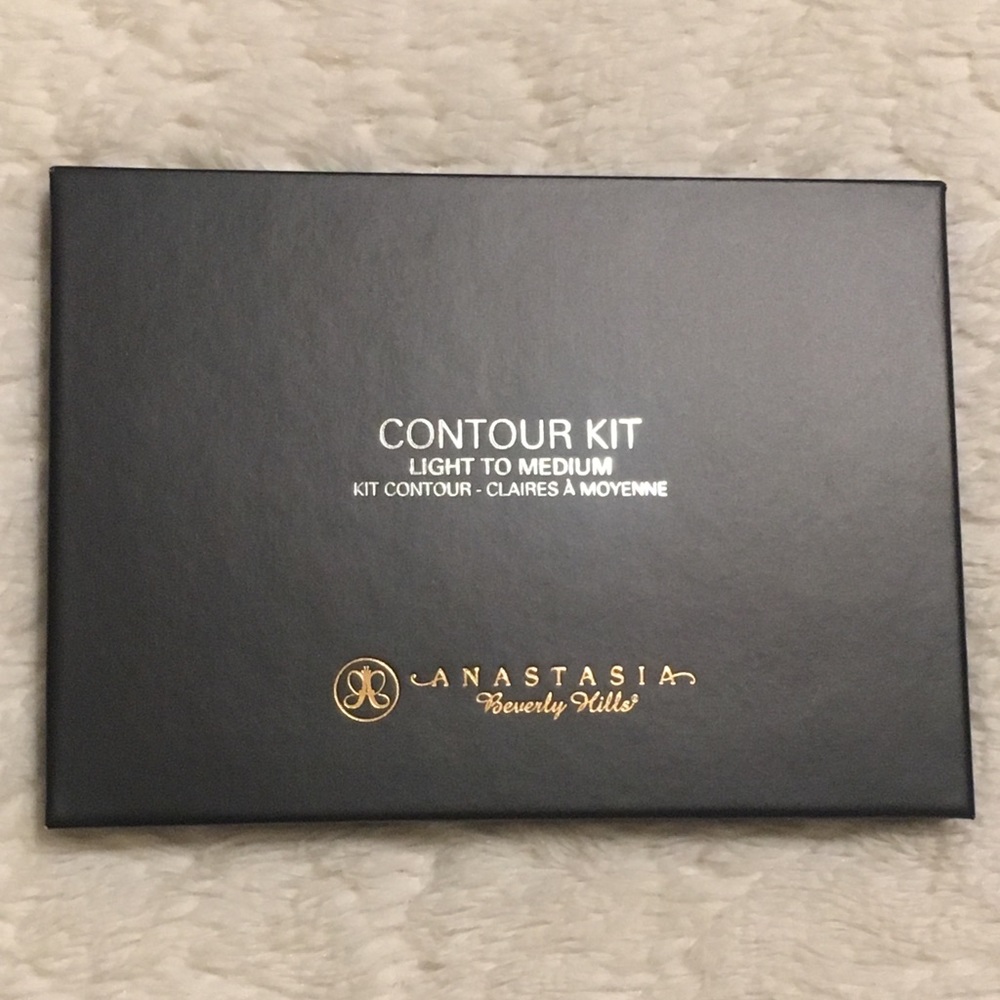 CONTOUR KIT
LIGHT TO MEDIUM
KIT CONTOUR - CLAIRES À MOYENNE
ANASTASIA
Beverly Hills®